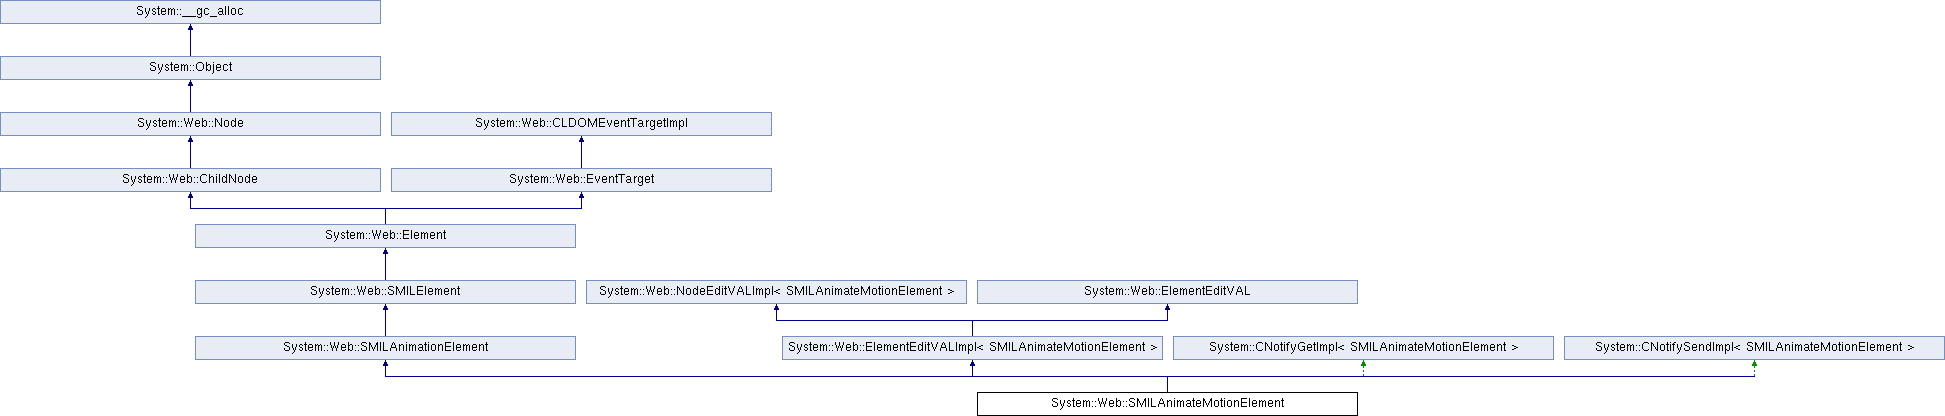 System::__gc_alloc
System::Object
System::Web::Node
System::Web::CLDOMEventTargetImpl
System::Web::ChildNode
System::Web::EventTarget
System::Web::Element
System::Web::SMILElement
System::Web::NodeEditVALImpl< SMILAnimateMotionElement >
System::Web::ElementEditVAL
System::Web::SMILAnimationElement
System::Web::ElementEditVALImpl< SMILAnimateMotionElement >
System::CNotifyGetImpl< SMILAnimateMotionElement >
System::CNotifySendImpl< SMILAnimateMotionElement >
System::Web::SMILAnimateMotionElement